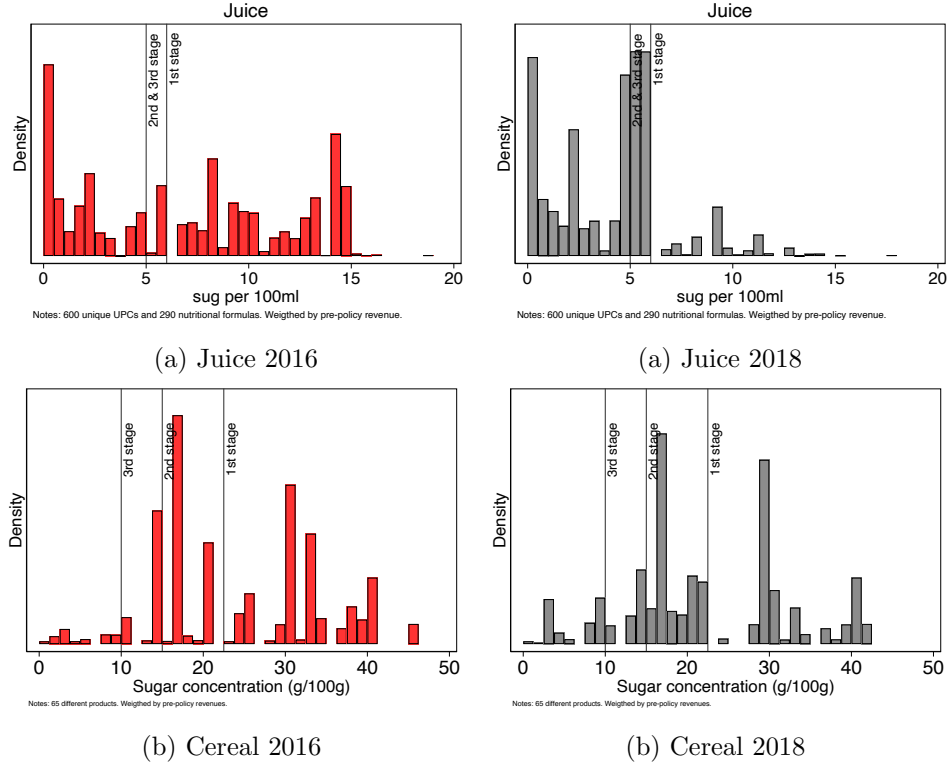 Juice
Density
2nd & 3rd stage
1st stage
0 5 10 15 20
sug per 100ml
Notes: 600 unique UPCs and 290 nutritional formulas. Weigthed by pre-policy revenue.
(a) Juice 2016
Juice
Density
2nd & 3rd stage
1st stage
0 5 10 15 20
sug per 100ml
Notes: 600 unique UPCs and 290 nutritional formulas. Weigthed by pre-policy revenue.
(a) Juice 2018
Density
3rd stage
2nd stage
1st stage
0 10 20 30 40 50
Sugar concentration (g/100g)
Notes: 65 different products. Weigthed by pre-policy revenues.
(b) Cereal 2016
Density
3rd stage
2nd stage
1st stage
0 10 20 30 40 50
Sugar concentration (g/100g)
Notes: 65 different products. Weigthed by pre-policy revenues.
(b) Cereal 2018